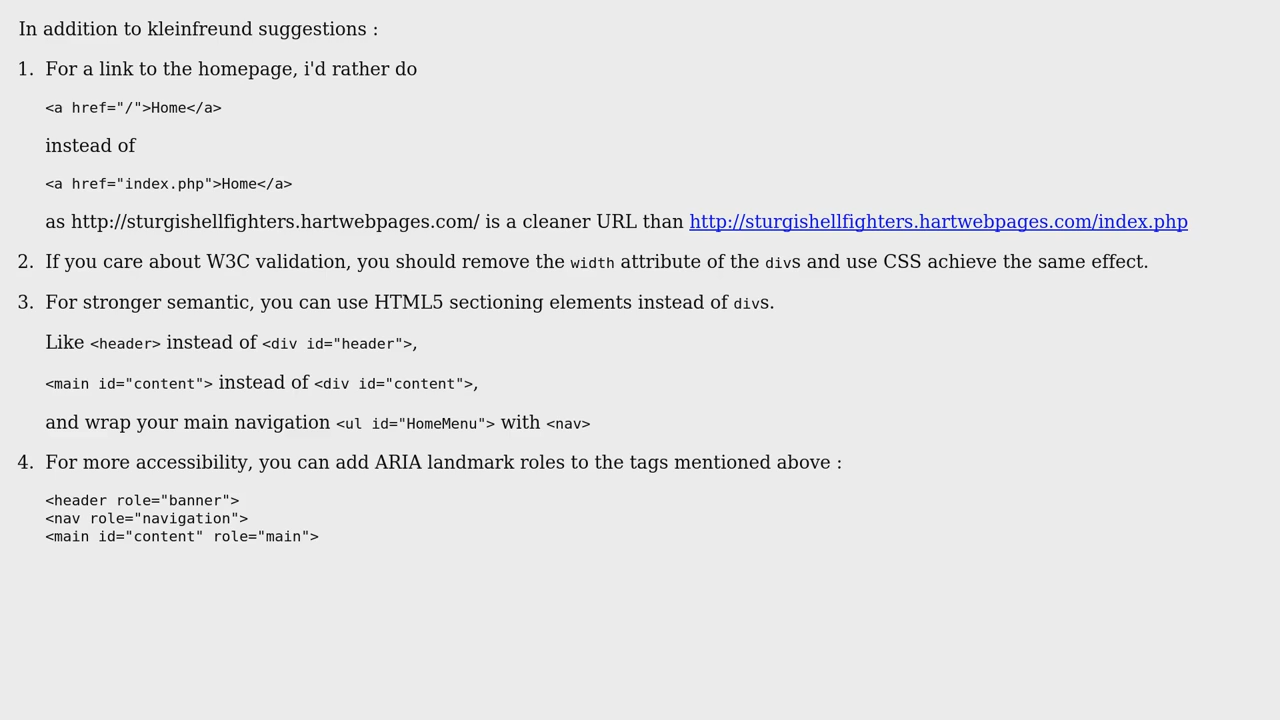 In addition to kleinfreund suggestions :
1. For a link to the homepage, i'd rather do
<a href="/">Home</a>
instead of
<a href="index.php">Home</a>
as http://sturgishellfighters.hartwebpages.com/ is a cleaner URL than http://sturgishellfighters.hartwebpages.com/index.php
2. If you care about W3C validation, you should remove the width attribute of the divs and use CSS achieve the same effect.
3. For stronger semantic, you can use HTML5 sectioning elements instead of divs.
Like <header> instead of <div id="header">,
<main id="content"> instead of <div id="content">,
and wrap your main navigation <ul id="HomeMenu"> with <nav>
4. For more accessibility, you can add ARIA landmark roles to the tags mentioned above :
<header role="banner">
<nav role="navigation">
<main id="content" role="main">